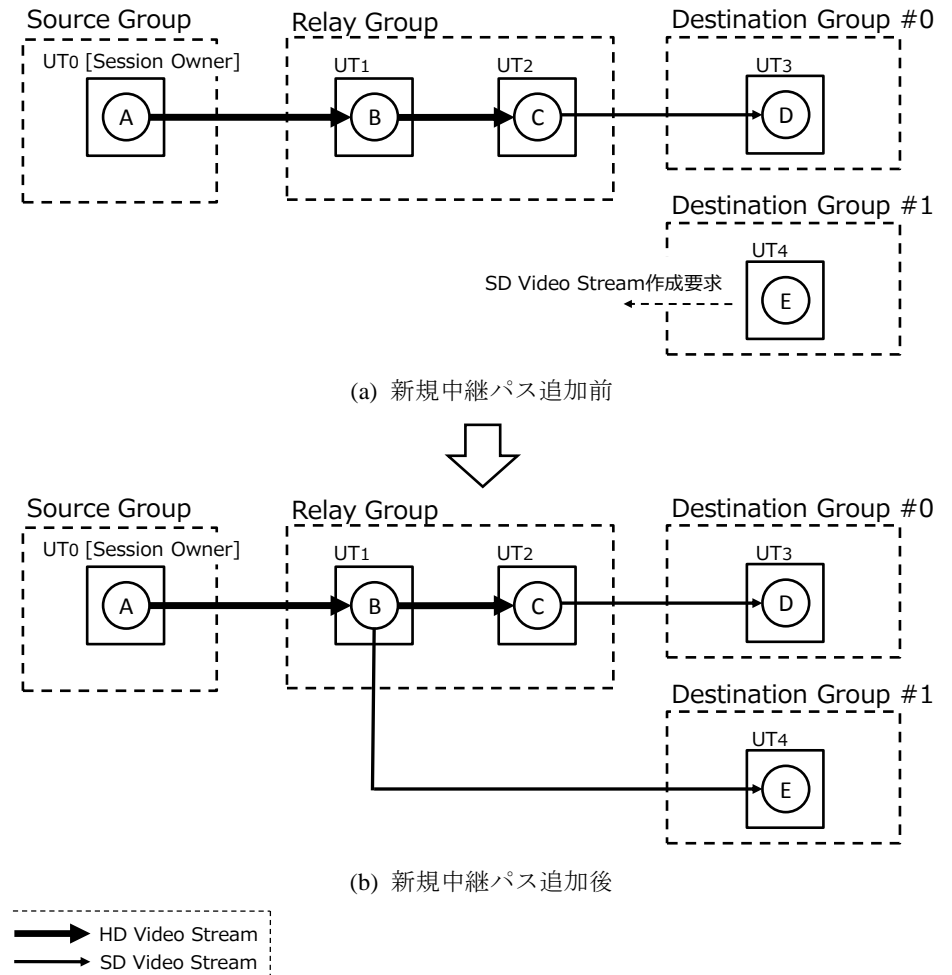 Source Group
Relay Group
Destination Group #0
UT0 [Session Owner]
UT1
UT2
UT3
A
B
C
D
Destination Group #1
UT4
SD Video Stream作成要求
E
(a) 新規中継パス追加前
Source Group
Relay Group
Destination Group #0
UT0 [Session Owner]
UT1
UT2
UT3
A
B
C
D
Destination Group #1
UT4
E
(b) 新規中継パス追加後
HD Video Stream
SD Video Stream